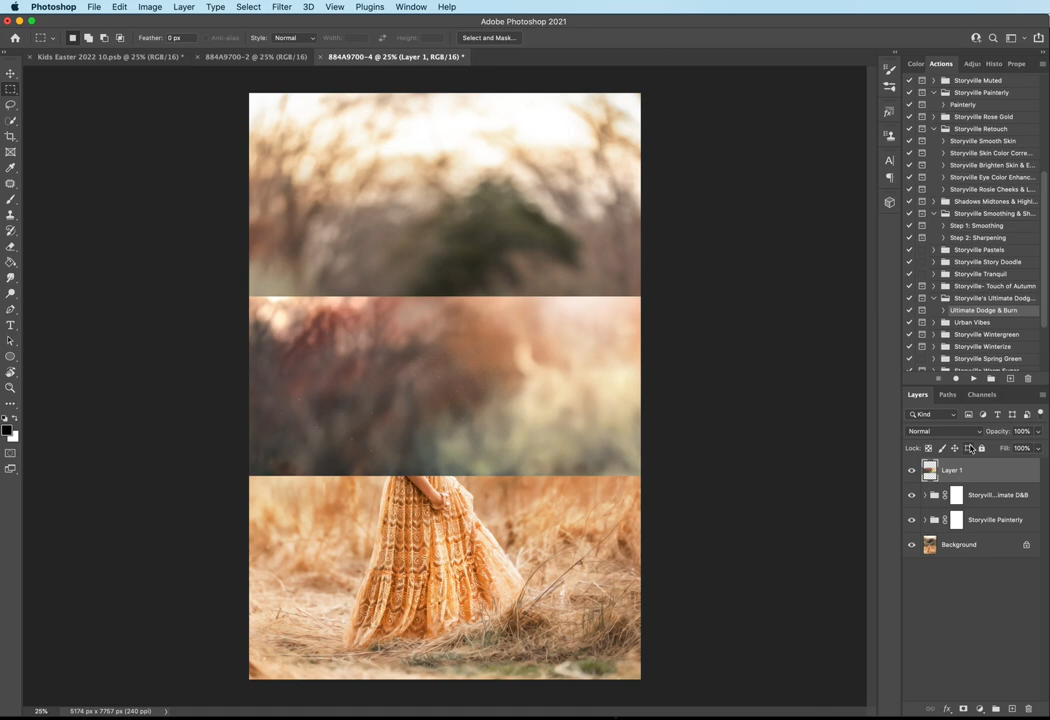 Photoshop File Edit Image Layer Type Select Filter 3D View Plugins Window Help
Adobe Photoshop 2021
Feather: 0 px Anti-alias Style: Normal Width: Height: Select and Mask...
Kids Easter 2022 10.psb @ 25% (RGB/16) * 884A9700-2 @ 25% (RGB/16) 884A9700-4 @ 25% (Layer 1, RGB/16) *
Color Actions Adju Histo Prope
Storyville Muted
Storyville Painterly
Painterly
Storyville Rose Gold
Storyville Retouch
Storyville Smooth Skin
Storyville Skin Color Corre...
Storyville Brighten Skin & E...
Storyville Eye Color Enhanc...
Storyville Rosie Cheeks & L...
Shadows Midtones & Highl...
Storyville Smoothing & Sh...
Step 1: Smoothing
Step 2: Sharpening
Storyville Pastels
Storyville Story Doodle
Storyville Tranquil
Storyville- Touch of Autumn
Storyville's Ultimate Dodg...
Ultimate Dodge & Burn
Urban Vibes
Storyville Wintergreen
Storyville Winterize
Storyville Spring Green
Layers Paths Channels
Kind
Normal Opacity: 100%
Lock: Fill: 100%
Layer 1
Storyvill...imate D&B
Storyville Painterly
Background
25% 5174 px x 7757 px (240 ppi)